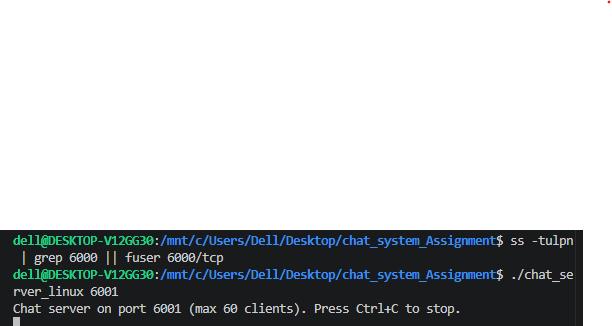 dell@DESKTOP-V12GG30:/mnt/c/Users/Dell/Desktop/chat_system_Assignment$ ss -tulpn
| grep 6000 || fuser 6000/tcp
dell@DESKTOP-V12GG30:/mnt/c/Users/Dell/Desktop/chat_system_Assignment$ ./chat_se
rver_linux 6001
Chat server on port 6001 (max 60 clients). Press Ctrl+C to stop.